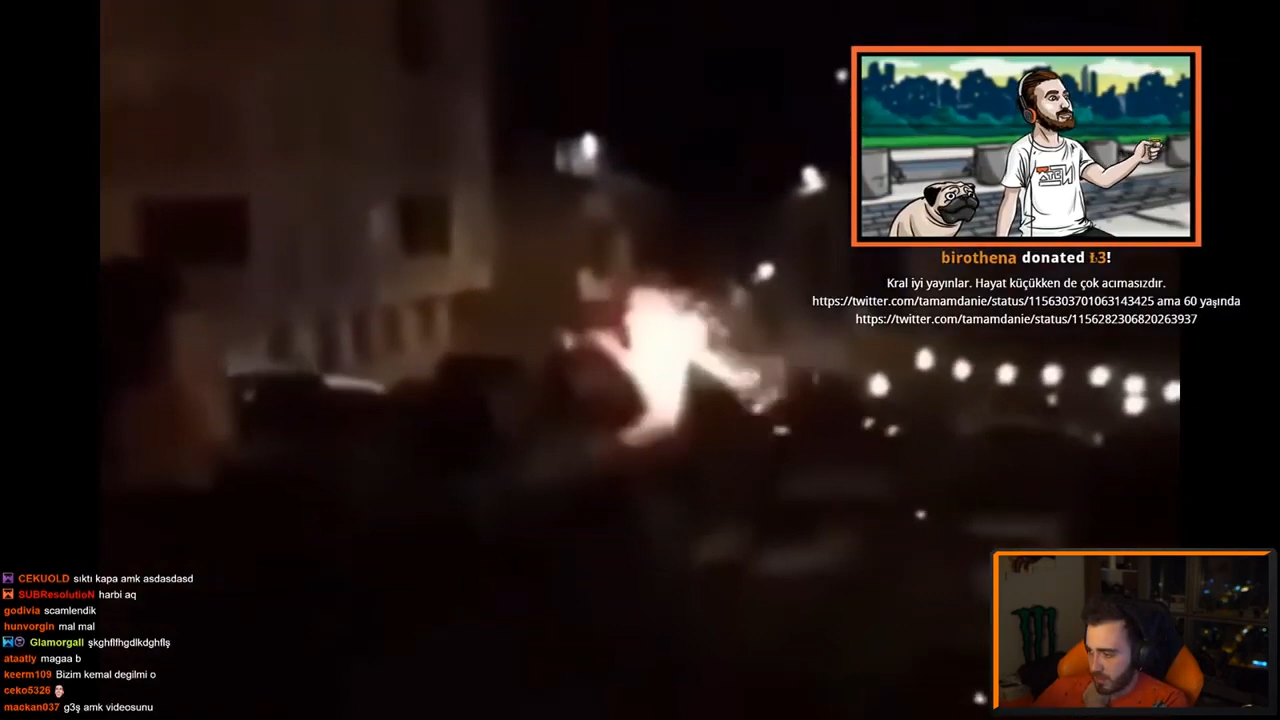 birothena donated ₺3!
Kral iyi yayınlar. Hayat küçükken de çok acımasızdır.
https://twitter.com/tamamdanie/status/1156303701063143425 ama 60 yaşında
https://twitter.com/tamamdanie/status/1156282306820263937
CEKUOLD sıktı kapa amk asdasdasd
SUBResolutioN harbi aq
godivia scamlendik
hunvorgin mal mal
Glamorgall şkghflfhgdlkdghflş
ataatly magaa b
keerm109 Bizim kemal degilmi o
ceko5326
mackan037 g3ş amk videosunu